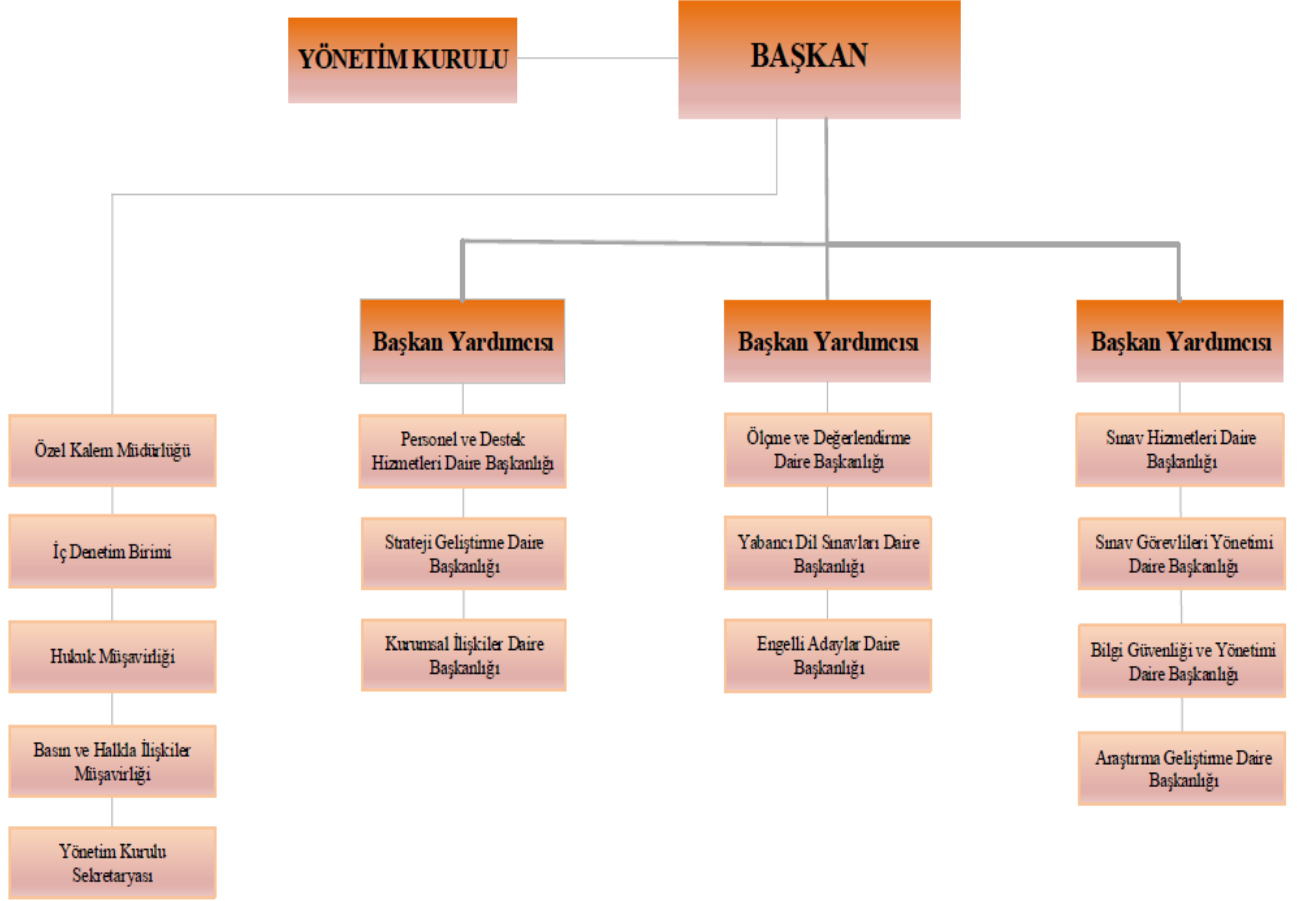 YÖNETİM KURULU
BAŞKAN
Başkan Yardımcısı
Başkan Yardımcısı
Başkan Yardımcısı
Özel Kalem Müdürlüğü
İç Denetim Birimi
Hukuk Müşavirliği
Basın ve Halkla İlişkiler
Müşavirliği
Yönetim Kurulu
Sekretaryası
Personel ve Destek
Hizmetleri Daire Başkanlığı
Strateji Geliştirme Daire
Başkanlığı
Kurumsal İlişkiler Daire
Başkanlığı
Ölçme ve Değerlendirme
Daire Başkanlığı
Yabancı Dil Sınavları Daire
Başkanlığı
Engelli Adaylar Daire
Başkanlığı
Sınav Hizmetleri Daire
Başkanlığı
Sınav Görevlileri Yönetimi
Daire Başkanlığı
Bilgi Güvenliği ve Yönetimi
Daire Başkanlığı
Araştırma Geliştirme Daire
Başkanlığı